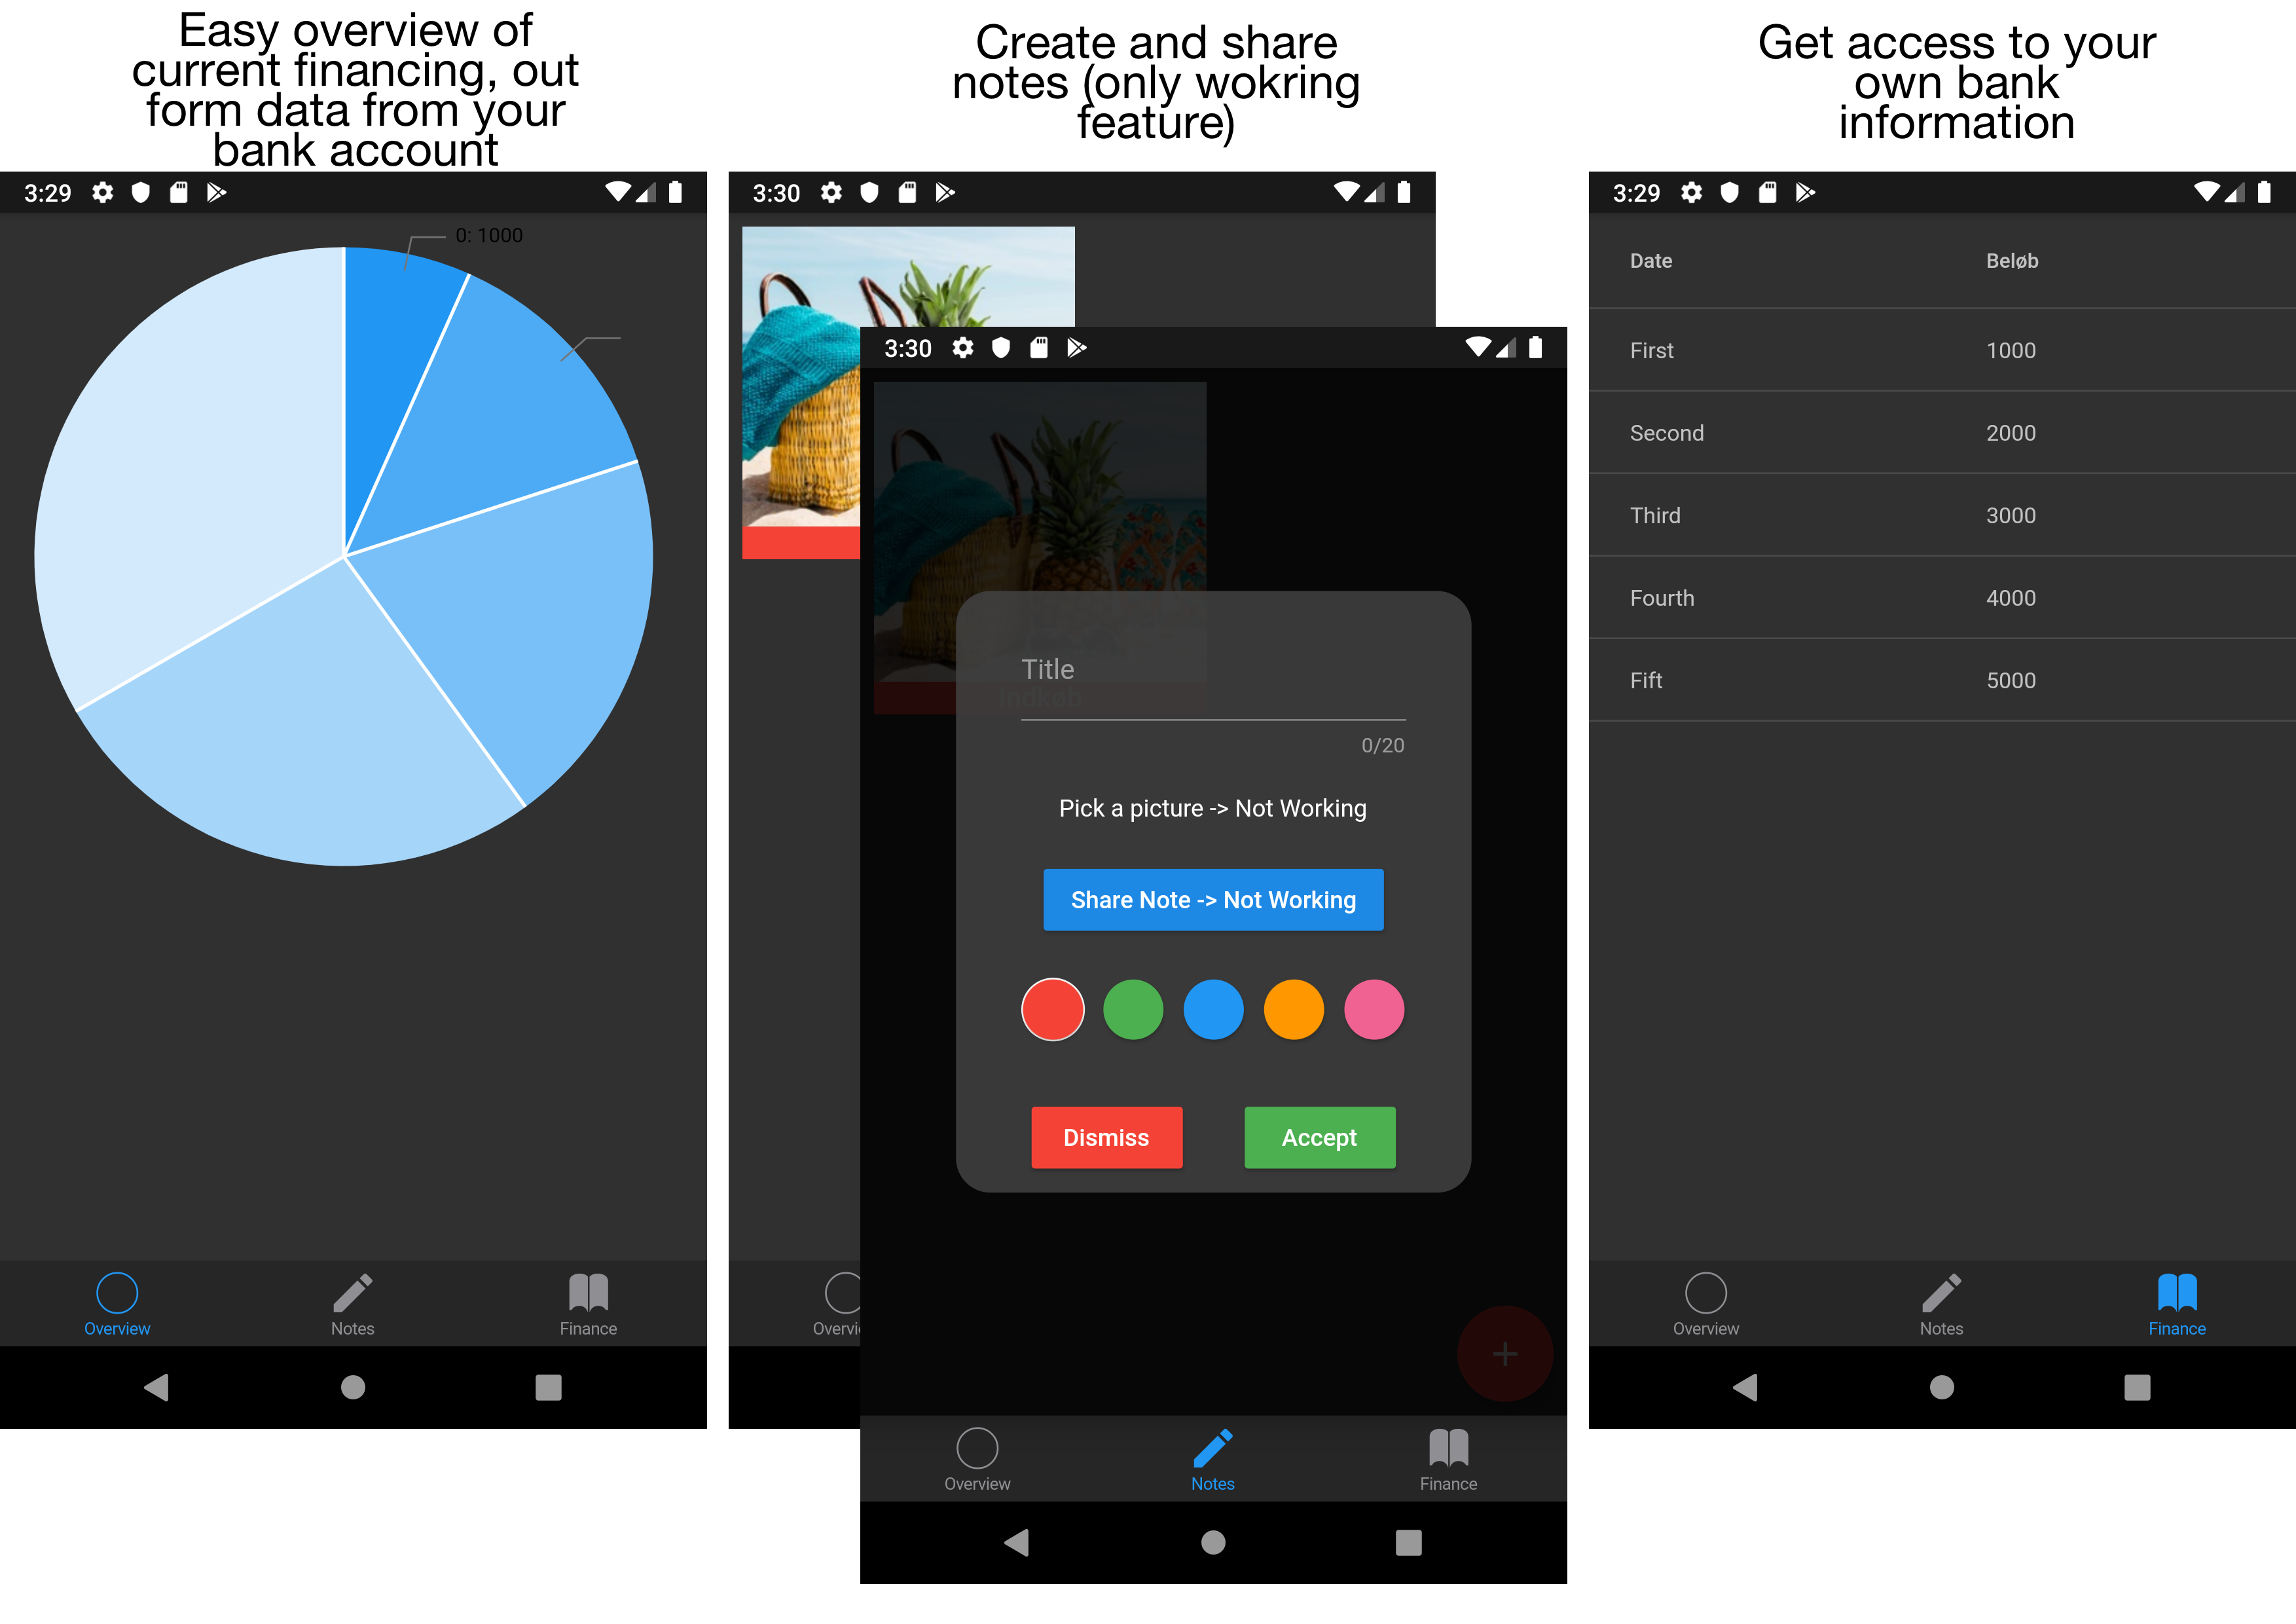 Easy overview of
current financing, out
form data from your
bank account
3:29
0: 1000
Overview
Notes
Finance
Create and share
notes (only wokring
feature)
3:30
Overvi
3:30
Title
Indkøb
0/20
Pick a picture -> Not Working
Share Note -> Not Working
Dismiss
Accept
+
Overview
Notes
Finance
Get access to your
own bank
information
3:29
Date Beløb
First 1000
Second 2000
Third 3000
Fourth 4000
Fift 5000
Overview
Notes
Finance